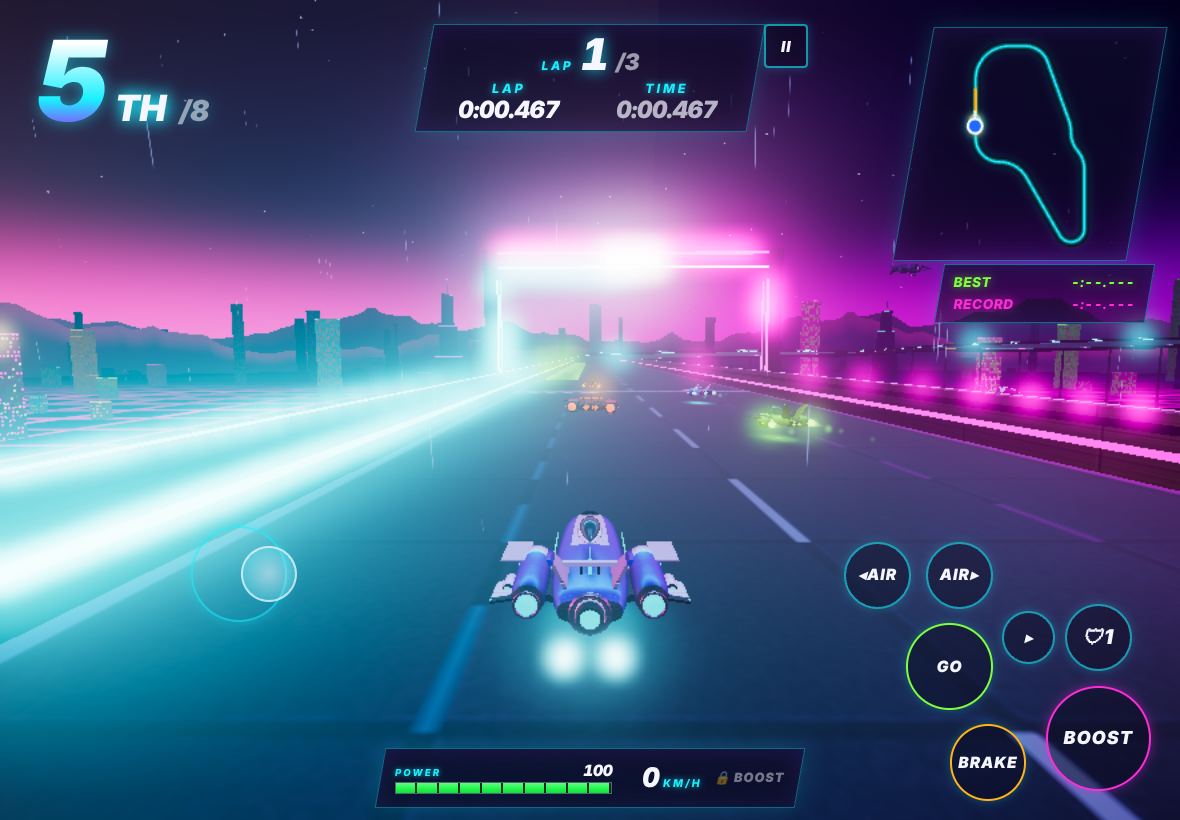 5TH /8
LAP 1 /3
LAP TIME
0:00.467 0:00.467
II
BEST -:--.---
RECORD -:--.---
◂AIR AIR▸
GO ▸ 🛡1
BRAKE BOOST
POWER 100
0 KM/H 🔒 BOOST